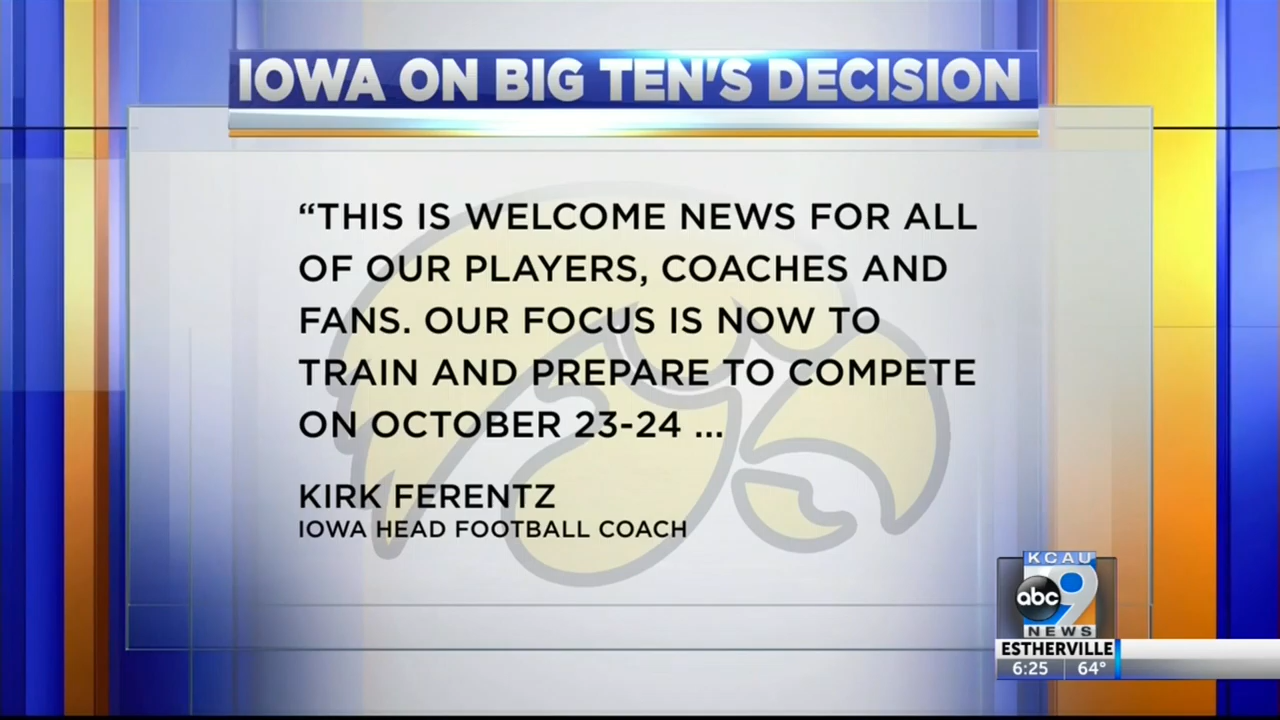 IOWA ON BIG TEN'S DECISION
“THIS IS WELCOME NEWS FOR ALL
OF OUR PLAYERS, COACHES AND
FANS. OUR FOCUS IS NOW TO
TRAIN AND PREPARE TO COMPETE
ON OCTOBER 23-24 ...
KIRK FERENTZ
IOWA HEAD FOOTBALL COACH
KCAU
abc 9
NEWS
ESTHERVILLE
6:25 64°